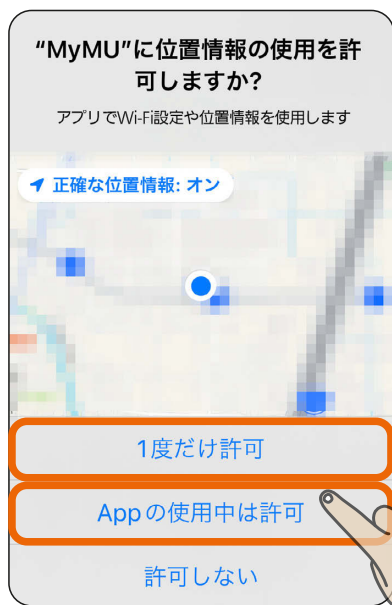 “MyMU”に位置情報の使用を許
可しますか?
アプリでWi-Fi設定や位置情報を使用します
正確な位置情報: オン
1度だけ許可
Appの使用中は許可
許可しない